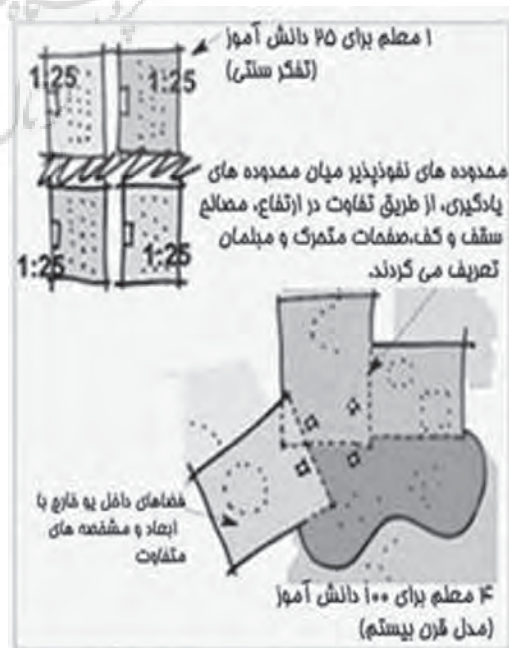 ۱ معلم برای ۲۵ دانش آموز
(تفکر سنتی)
1:25
1:25
محدوده های نفوذپذیر میان محدوده های
یادگیری، از طریق تفاوت در ارتفاع، مصالح
سقف و کف،صفحات متحرک و مبلمان
تعریف می گردند.
1:25
1:25
فضاهای داخل یو خارج با
ابعاد و مشخصه های
متفاوت
۴ معلم برای ۱۰۰ دانش آموز
(مدل قرن بیستم)